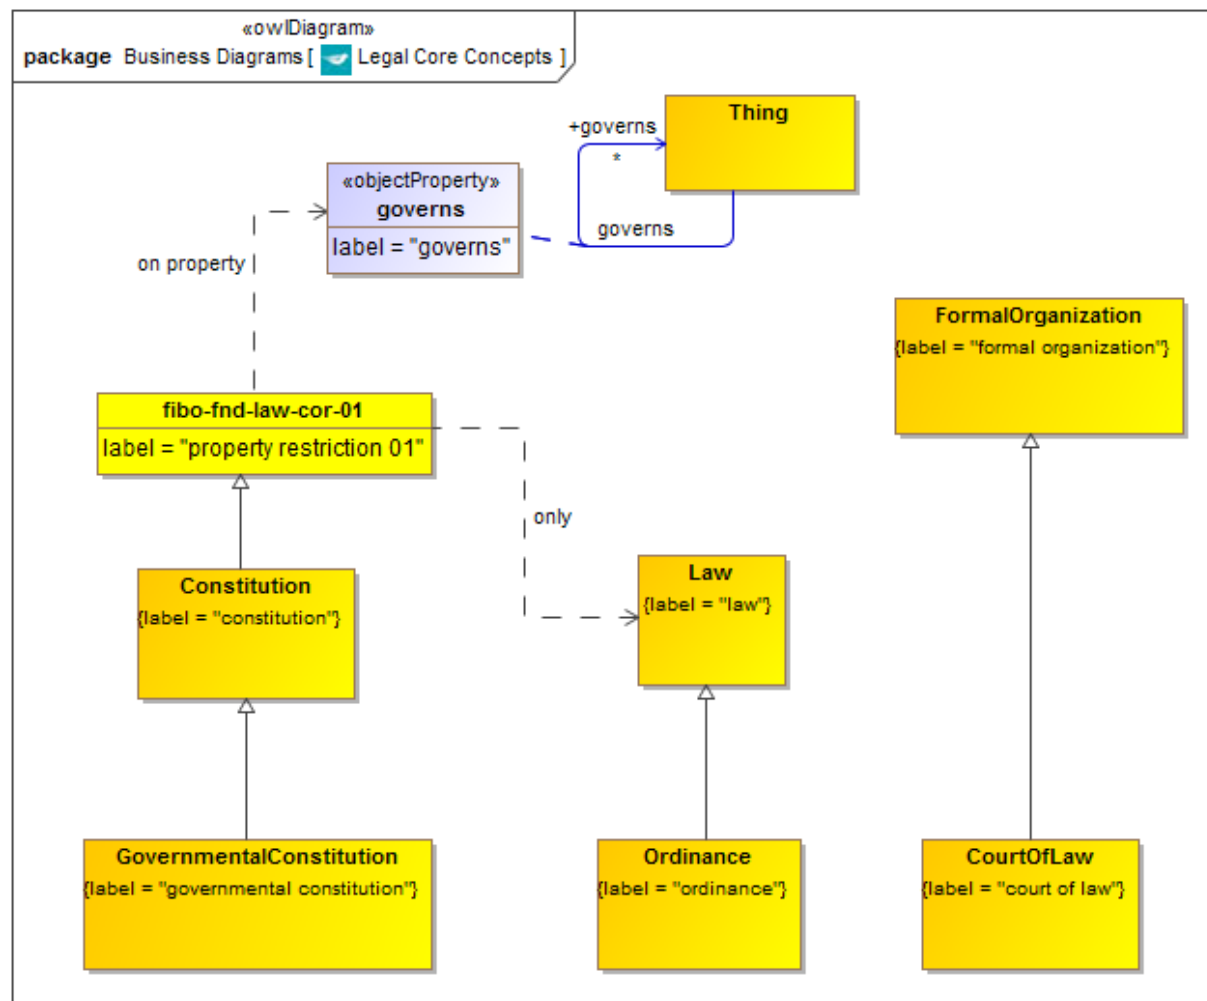 «owlDiagram»
package Business Diagrams [ Legal Core Concepts ]
Thing
+governs
*
governs
«objectProperty»
governs
label = "governs"
on property
FormalOrganization
{label = "formal organization"}
fibo-fnd-law-cor-01
label = "property restriction 01"
only
Constitution
{label = "constitution"}
Law
{label = "law"}
GovernmentalConstitution
{label = "governmental constitution"}
Ordinance
{label = "ordinance"}
CourtOfLaw
{label = "court of law"}